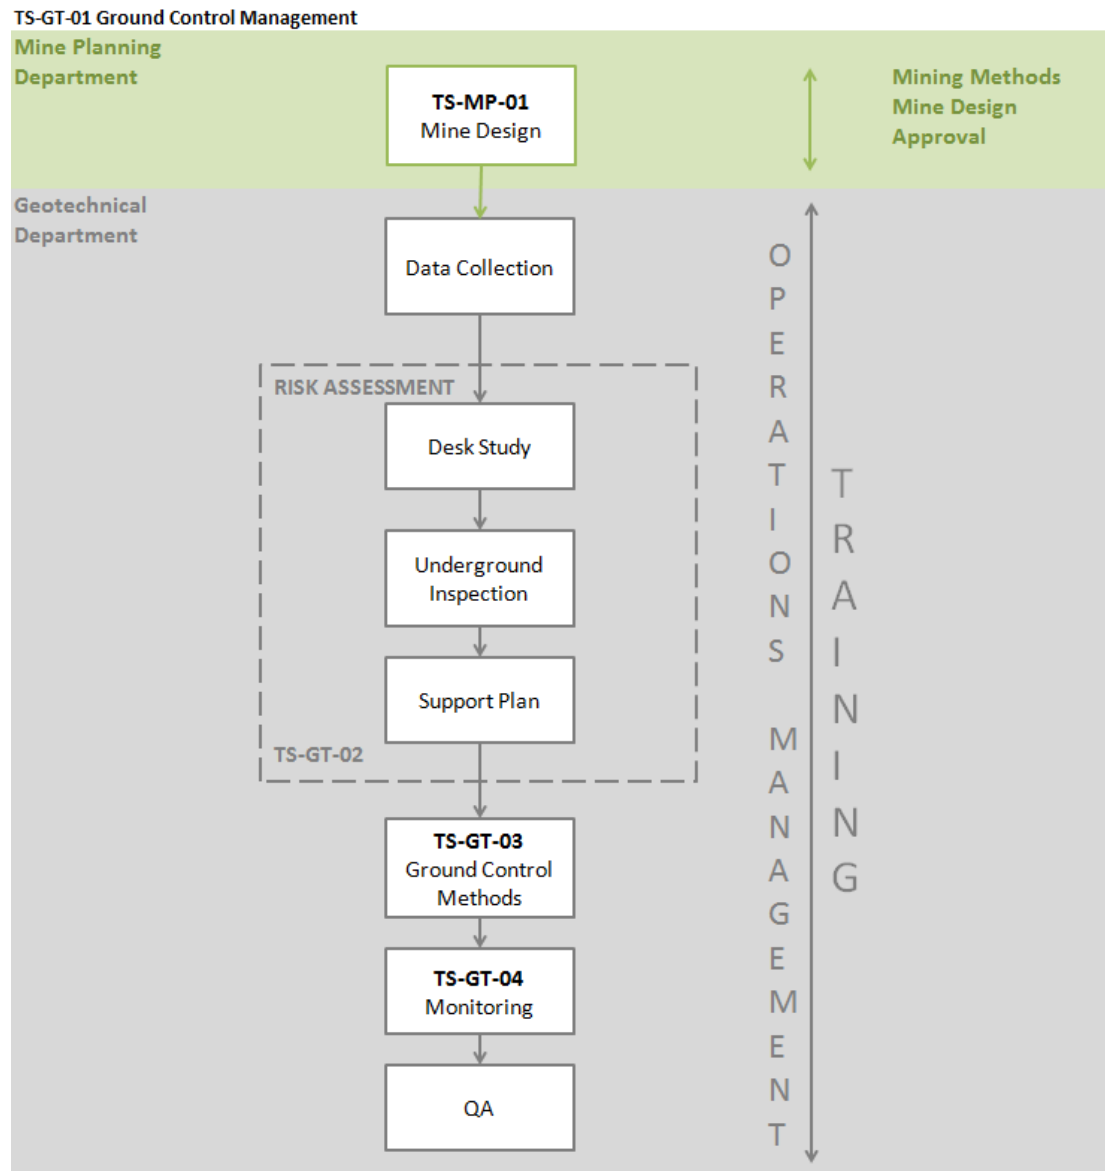 TS-GT-01 Ground Control Management
Mine Planning
Department
TS-MP-01
Mine Design
Mining Methods
Mine Design
Approval
Geotechnical
Department
Data Collection
RISK ASSESSMENT
Desk Study
Underground
Inspection
Support Plan
TS-GT-02
TS-GT-03
Ground Control
Methods
TS-GT-04
Monitoring
QA
OPERATIONS MANAGEMENT
TRAINING